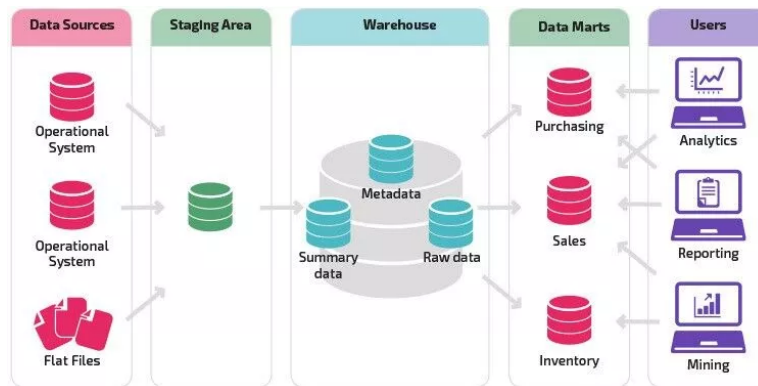 Data Sources
Staging Area
Warehouse
Data Marts
Users
Operational
System
Operational
System
Flat Files
Metadata
Summary
data
Raw data
Purchasing
Sales
Inventory
Analytics
Reporting
Mining